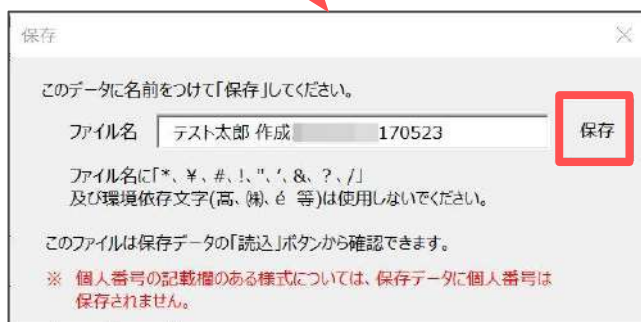 保存
このデータに名前をつけて「保存」してください。
ファイル名 テスト太郎 作成 170523 保存
ファイル名に「*、¥、#、!、"、'、&、?、/」
及び環境依存文字(髙、㈱、é 等)は使用しないでください。
このファイルは保存データの「読込」ボタンから確認できます。
※ 個人番号の記載欄のある様式については、保存データに個人番号は
保存されません。